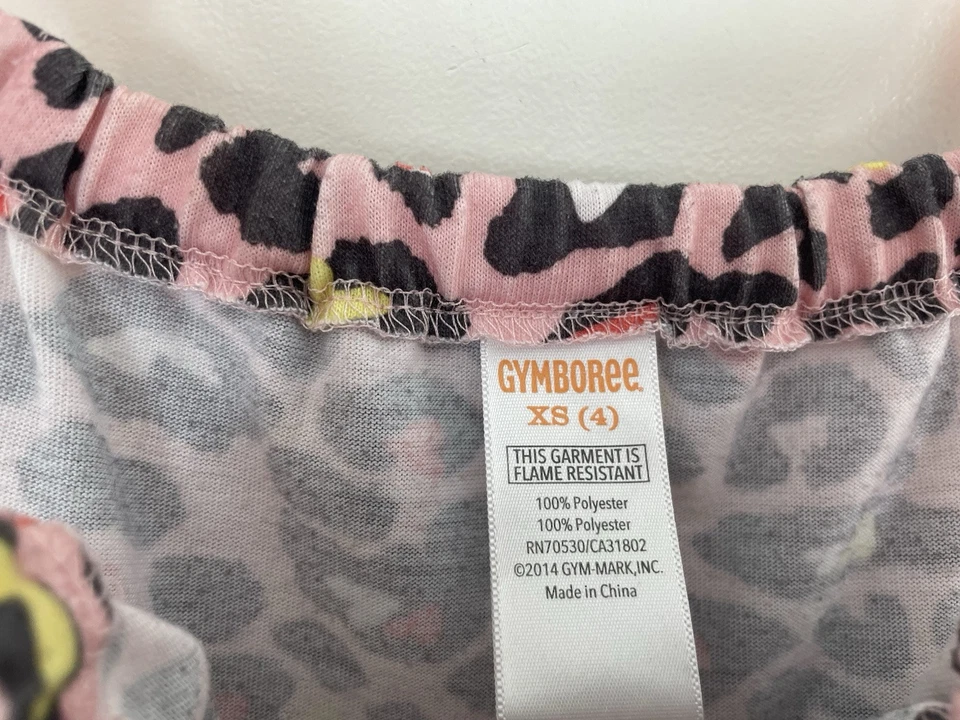 GYMBOREE
XS (4)
THIS GARMENT IS
FLAME RESISTANT
100% Polyester
100% Polyester
RN70530/CA31802
©2014 GYM-MARK,INC.
Made in China